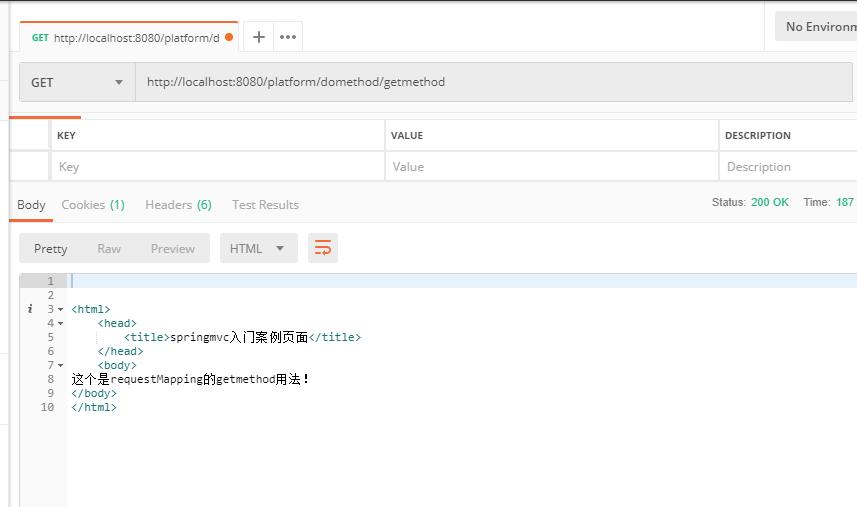 GET http://localhost:8080/platform/d
No Environm
GET http://localhost:8080/platform/domethod/getmethod
KEY VALUE DESCRIPTION
Key Value Description
Body Cookies (1) Headers (6) Test Results Status: 200 OK Time: 187
Pretty Raw Preview HTML
1
2
i 3 <html>
4 <head>
5 <title>springmvc入门案例页面</title>
6 </head>
7 <body>
8 这个是requestMapping的getmethod用法!
9 </body>
10 </html>